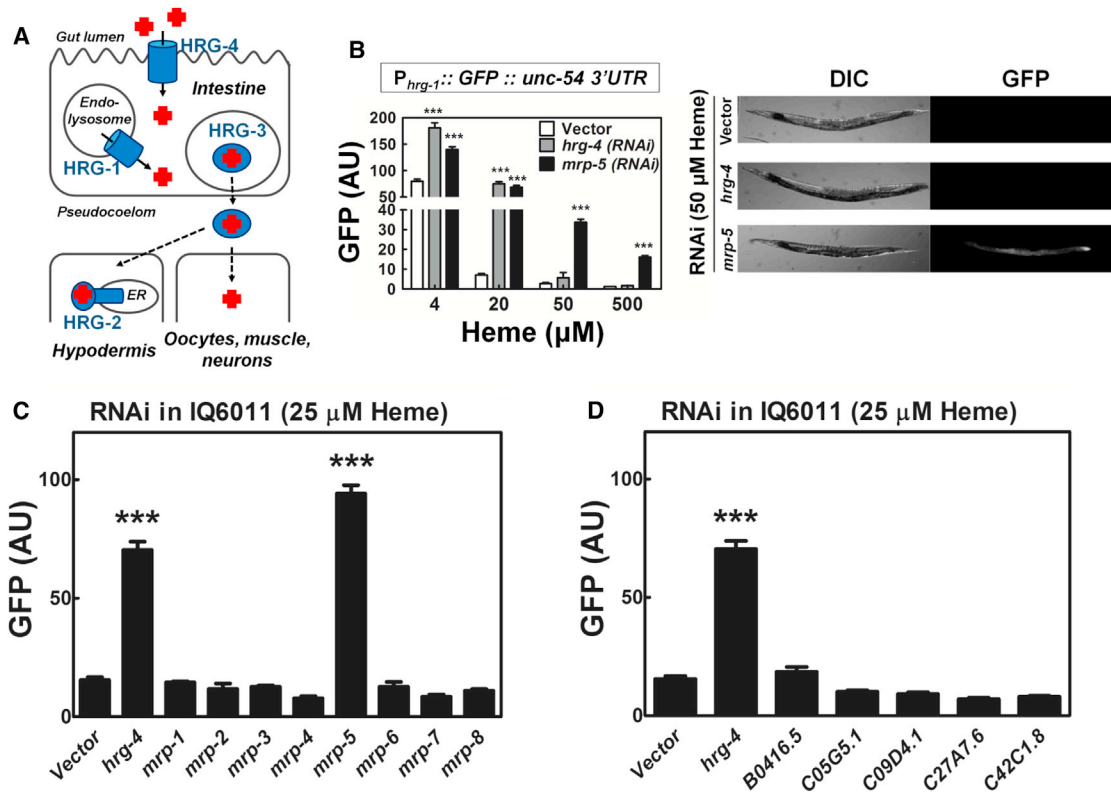 A
Gut lumen
HRG-4
Intestine
Endo-
lysosome
HRG-3
HRG-1
Pseudocoelom
ER
HRG-2
Hypodermis
Oocytes, muscle,
neurons
B
Phrg-1:: GFP :: unc-54 3'UTR
GFP (AU)
200
150
100
50
40
30
20
10
0
***
***
***
***
***
***
Vector
hrg-4 (RNAi)
mrp-5 (RNAi)
4
20
50
500
Heme (µM)
DIC
GFP
RNAi (50 µM Heme)
Vector
hrg-4
mrp-5
C
RNAi in IQ6011 (25 µM Heme)
GFP (AU)
100
50
0
***
***
Vector
hrg-4
mrp-1
mrp-2
mrp-3
mrp-4
mrp-5
mrp-6
mrp-7
mrp-8
D
RNAi in IQ6011 (25 µM Heme)
GFP (AU)
100
50
0
***
Vector
hrg-4
B0416.5
C05G5.1
C09D4.1
C27A7.6
C42C1.8